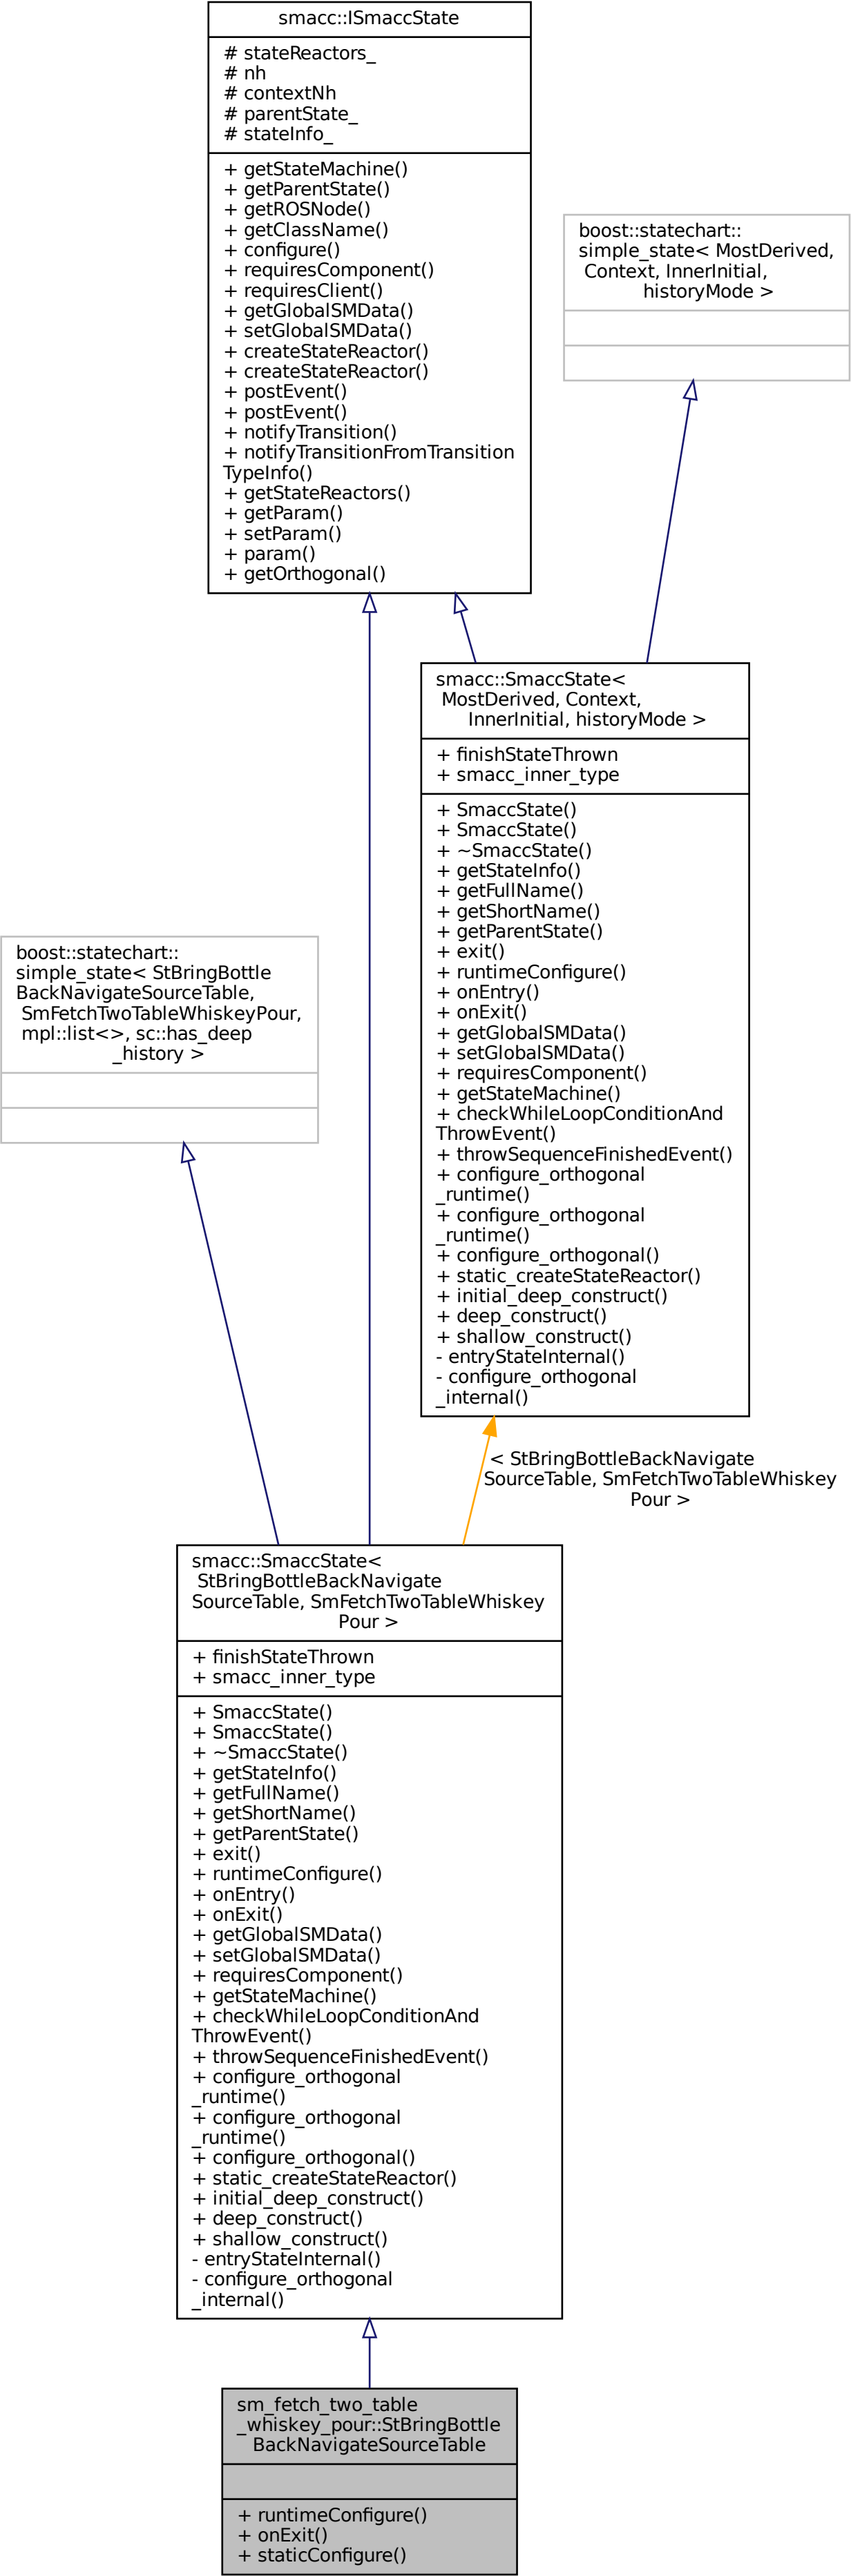 smacc::ISmaccState
# stateReactors_
# nh
# contextNh
# parentState_
# stateInfo_
+ getStateMachine()
+ getParentState()
+ getROSNode()
+ getClassName()
+ configure()
+ requiresComponent()
+ requiresClient()
+ getGlobalSMData()
+ setGlobalSMData()
+ createStateReactor()
+ createStateReactor()
+ postEvent()
+ postEvent()
+ notifyTransition()
+ notifyTransitionFromTransition
TypeInfo()
+ getStateReactors()
+ getParam()
+ setParam()
+ param()
+ getOrthogonal()
boost::statechart::
simple_state< MostDerived,
Context, InnerInitial,
historyMode >
smacc::SmaccState<
MostDerived, Context,
InnerInitial, historyMode >
+ finishStateThrown
+ smacc_inner_type
+ SmaccState()
+ SmaccState()
+ ~SmaccState()
+ getStateInfo()
+ getFullName()
+ getShortName()
+ getParentState()
+ exit()
+ runtimeConfigure()
+ onEntry()
+ onExit()
+ getGlobalSMData()
+ setGlobalSMData()
+ requiresComponent()
+ getStateMachine()
+ checkWhileLoopConditionAnd
ThrowEvent()
+ throwSequenceFinishedEvent()
+ configure_orthogonal
_runtime()
+ configure_orthogonal
_runtime()
+ configure_orthogonal()
+ static_createStateReactor()
+ initial_deep_construct()
+ deep_construct()
+ shallow_construct()
- entryStateInternal()
- configure_orthogonal
_internal()
boost::statechart::
simple_state< StBringBottle
BackNavigateSourceTable,
SmFetchTwoTableWhiskeyPour,
mpl::list<>, sc::has_deep
_history >
< StBringBottleBackNavigate
SourceTable, SmFetchTwoTableWhiskey
Pour >
smacc::SmaccState<
StBringBottleBackNavigate
SourceTable, SmFetchTwoTableWhiskey
Pour >
+ finishStateThrown
+ smacc_inner_type
+ SmaccState()
+ SmaccState()
+ ~SmaccState()
+ getStateInfo()
+ getFullName()
+ getShortName()
+ getParentState()
+ exit()
+ runtimeConfigure()
+ onEntry()
+ onExit()
+ getGlobalSMData()
+ setGlobalSMData()
+ requiresComponent()
+ getStateMachine()
+ checkWhileLoopConditionAnd
ThrowEvent()
+ throwSequenceFinishedEvent()
+ configure_orthogonal
_runtime()
+ configure_orthogonal
_runtime()
+ configure_orthogonal()
+ static_createStateReactor()
+ initial_deep_construct()
+ deep_construct()
+ shallow_construct()
- entryStateInternal()
- configure_orthogonal
_internal()
sm_fetch_two_table
_whiskey_pour::StBringBottle
BackNavigateSourceTable
+ runtimeConfigure()
+ onExit()
+ staticConfigure()